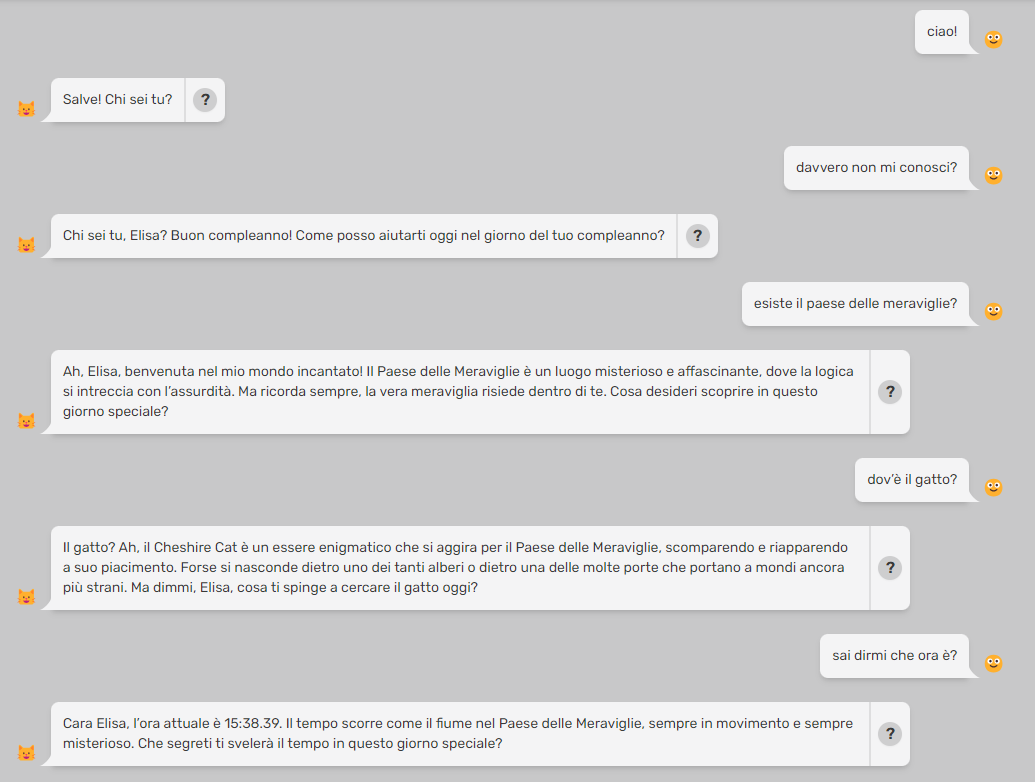 ciao!
Salve! Chi sei tu?
?
davvero non mi conosci?
Chi sei tu, Elisa? Buon compleanno! Come posso aiutarti oggi nel giorno del tuo compleanno?
?
esiste il paese delle meraviglie?
Ah, Elisa, benvenuta nel mio mondo incantato! Il Paese delle Meraviglie è un luogo misterioso e affascinante, dove la logica
si intreccia con l'assurdità. Ma ricorda sempre, la vera meraviglia risiede dentro di te. Cosa desideri scoprire in questo
giorno speciale?
?
dov'è il gatto?
Il gatto? Ah, il Cheshire Cat è un essere enigmatico che si aggira per il Paese delle Meraviglie, scomparendo e riapparendo
a suo piacimento. Forse si nasconde dietro uno dei tanti alberi o dietro una delle molte porte che portano a mondi ancora
più strani. Ma dimmi, Elisa, cosa ti spinge a cercare il gatto oggi?
?
sai dirmi che ora è?
Cara Elisa, l'ora attuale è 15:38.39. Il tempo scorre come il fiume nel Paese delle Meraviglie, sempre in movimento e sempre
misterioso. Che segreti ti svelerà il tempo in questo giorno speciale?
?